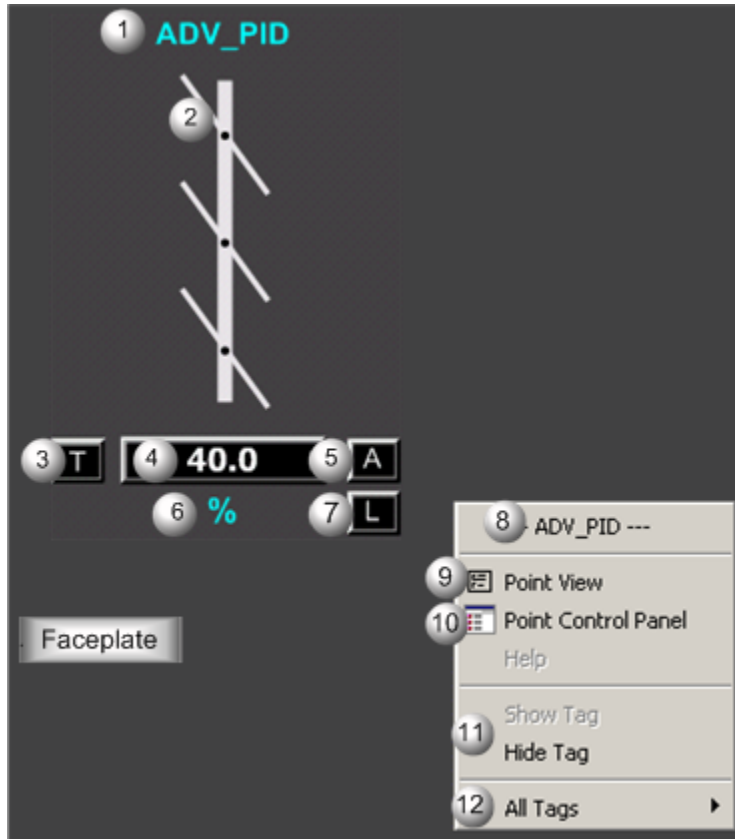 1 ADV_PID
2
3 T 4 40.0 5 A
6 % 7 L
8 - ADV_PID ---
9 Point View
10 Point Control Panel
Help
Show Tag
11
Hide Tag
12 All Tags
Faceplate